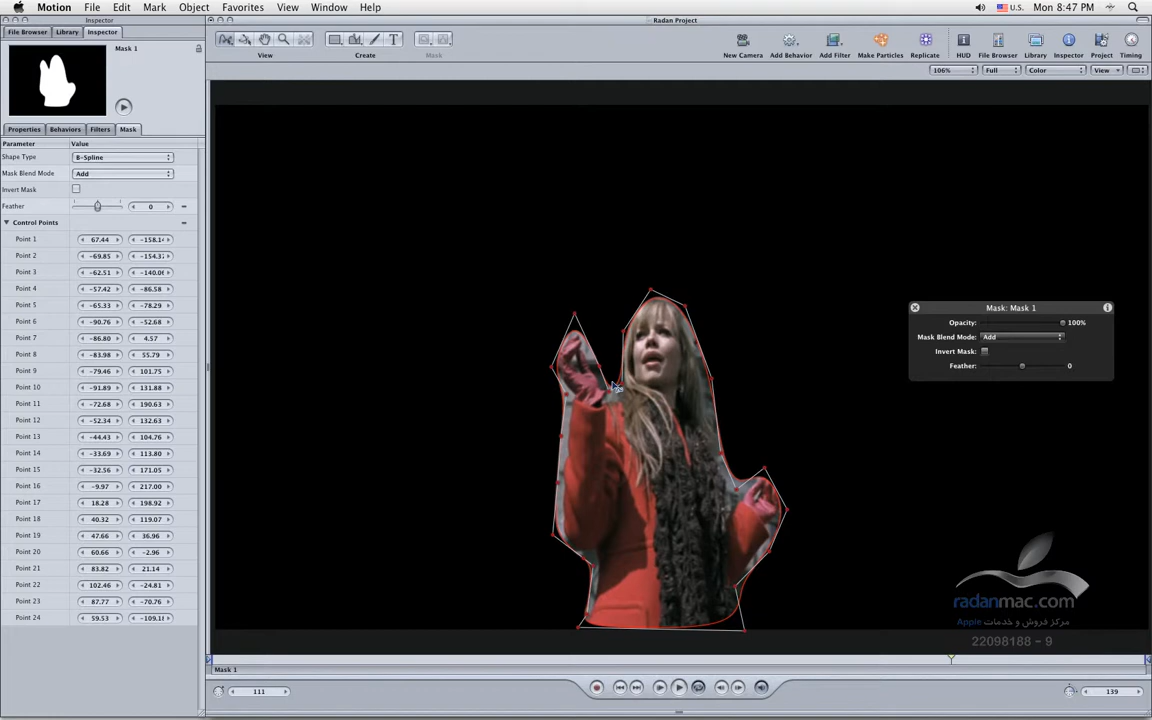 Motion File Edit Mark Object Favorites View Window Help
U.S. Mon 8:47 PM
Inspector
Radan Project
File Browser Library Inspector
Mask 1
View Create Mask New Camera Add Behavior Add Filter Make Particles Replicate HUD File Browser Library Inspector Project Timing
106% Full Color View
Properties Behaviors Filters Mask
Parameter Value
Shape Type B-Spline
Mask Blend Mode Add
Invert Mask
Feather 0
Control Points
Point 1 67.44 -158.14
Point 2 -69.85 -154.37
Point 3 -62.51 -140.06
Point 4 -57.42 -86.58
Point 5 -65.33 -78.29
Point 6 -90.76 -52.68
Point 7 -86.80 4.57
Point 8 -83.98 55.79
Point 9 -79.46 101.75
Point 10 -91.89 131.88
Point 11 -72.68 190.63
Point 12 -52.34 132.63
Point 13 -44.43 104.76
Point 14 -33.69 113.80
Point 15 -32.56 171.05
Point 16 -9.97 217.00
Point 17 18.28 198.92
Point 18 40.32 119.07
Point 19 47.66 36.96
Point 20 60.66 -2.96
Point 21 83.82 21.14
Point 22 102.46 -24.81
Point 23 87.77 -70.76
Point 24 59.53 -109.18
Mask: Mask 1
Opacity: 100%
Mask Blend Mode: Add
Invert Mask:
Feather: 0
radanmac.com
مرکز فروش و خدمات Apple
22098188 - 9
Mask 1
111
139